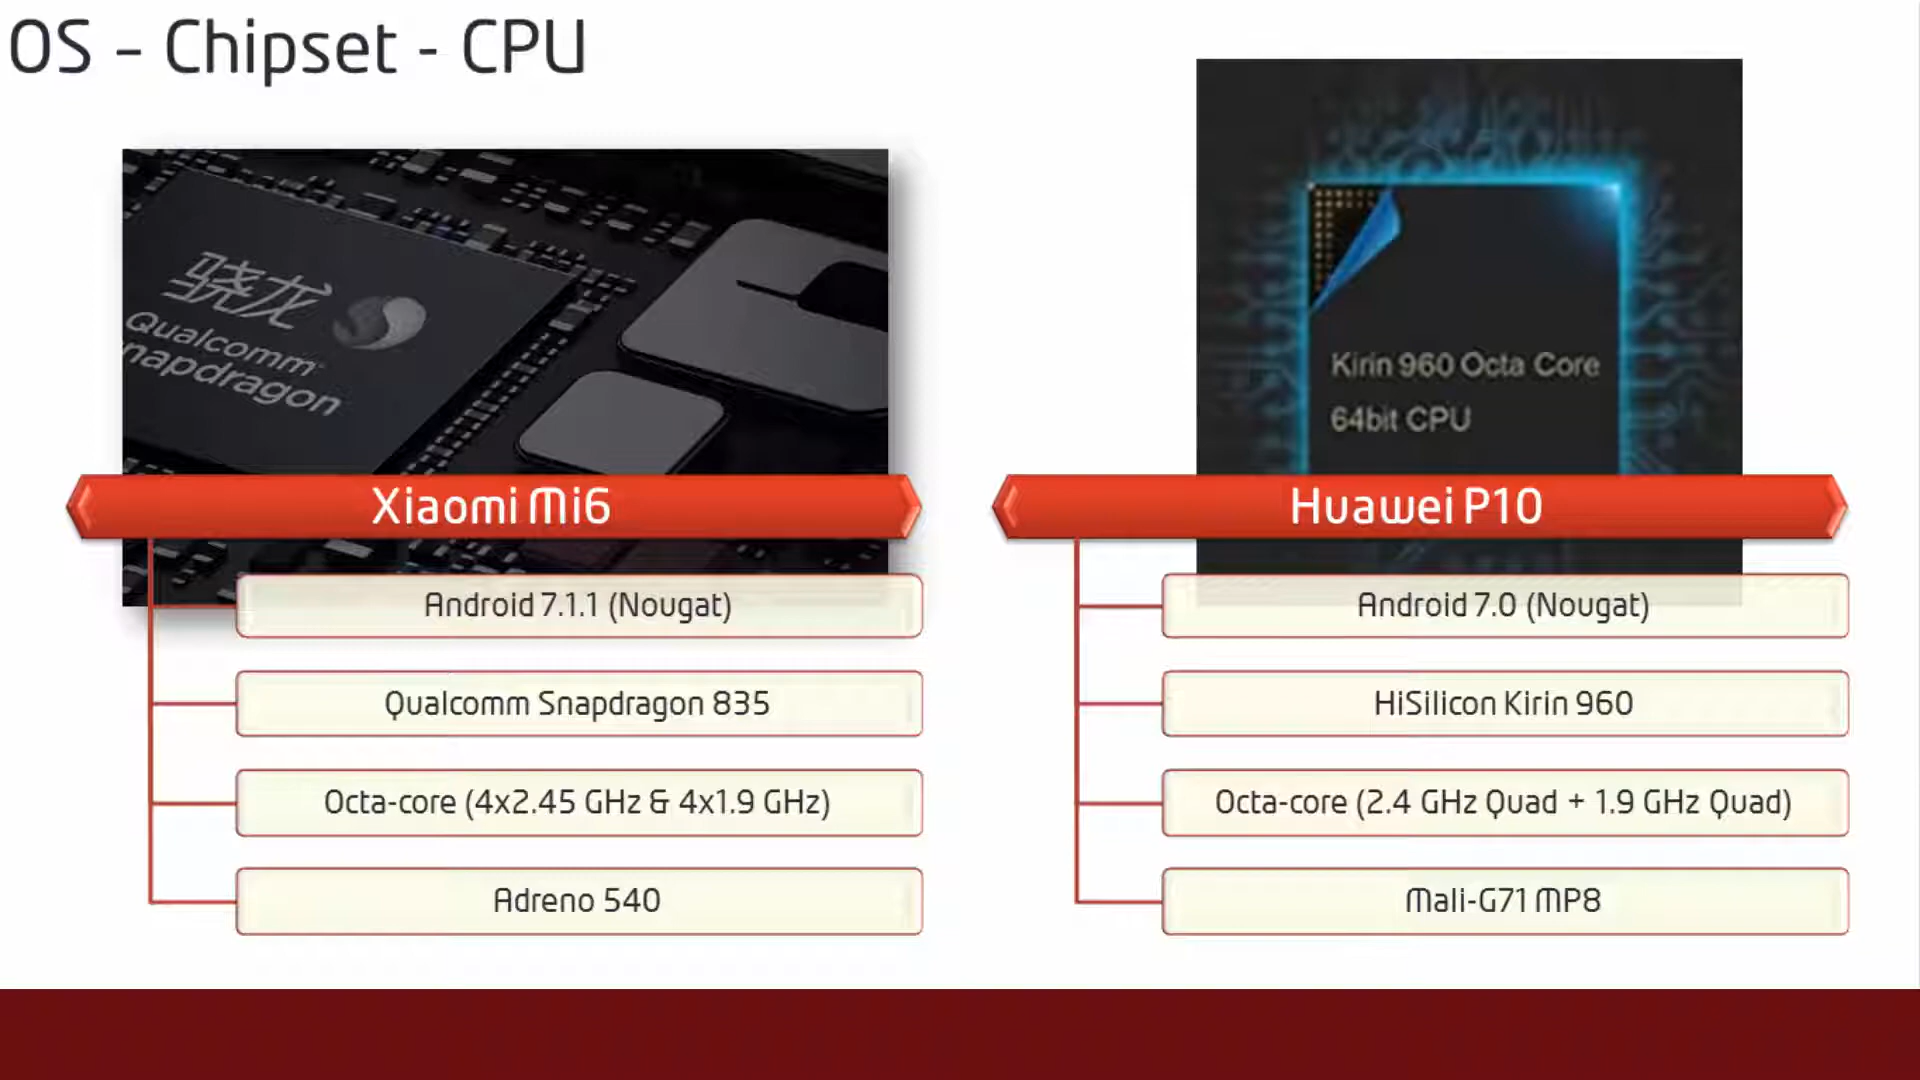 OS – Chipset - CPU
骁龙
Qualcomm
napdragon
Kirin 960 Octa Core
64bit CPU
Xiaomi Mi6
Android 7.1.1 (Nougat)
Qualcomm Snapdragon 835
Octa-core (4x2.45 GHz & 4x1.9 GHz)
Adreno 540
Huawei P10
Android 7.0 (Nougat)
HiSilicon Kirin 960
Octa-core (2.4 GHz Quad + 1.9 GHz Quad)
Mali-G71 MP8